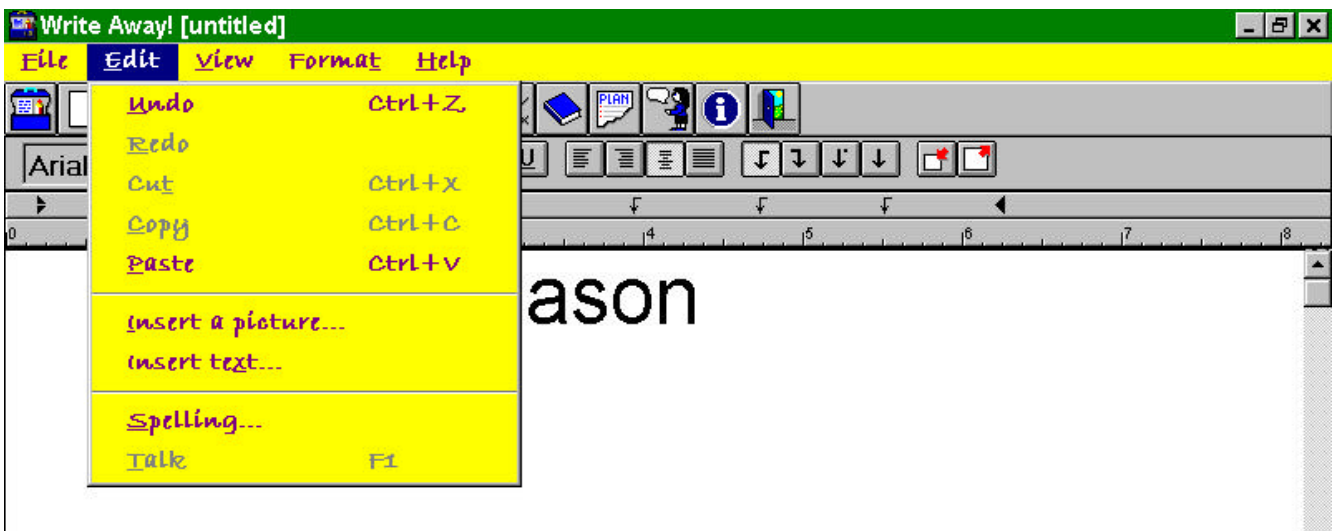 Write Away! [untitled]
File Edit View Format Help
Undo Ctrl+Z
Redo
Cut Ctrl+X
Copy Ctrl+C
Paste Ctrl+V
Insert a picture...
Insert text...
Spelling...
Talk F1
PLAN
Arial U
0 4 5 6 7 8
ason